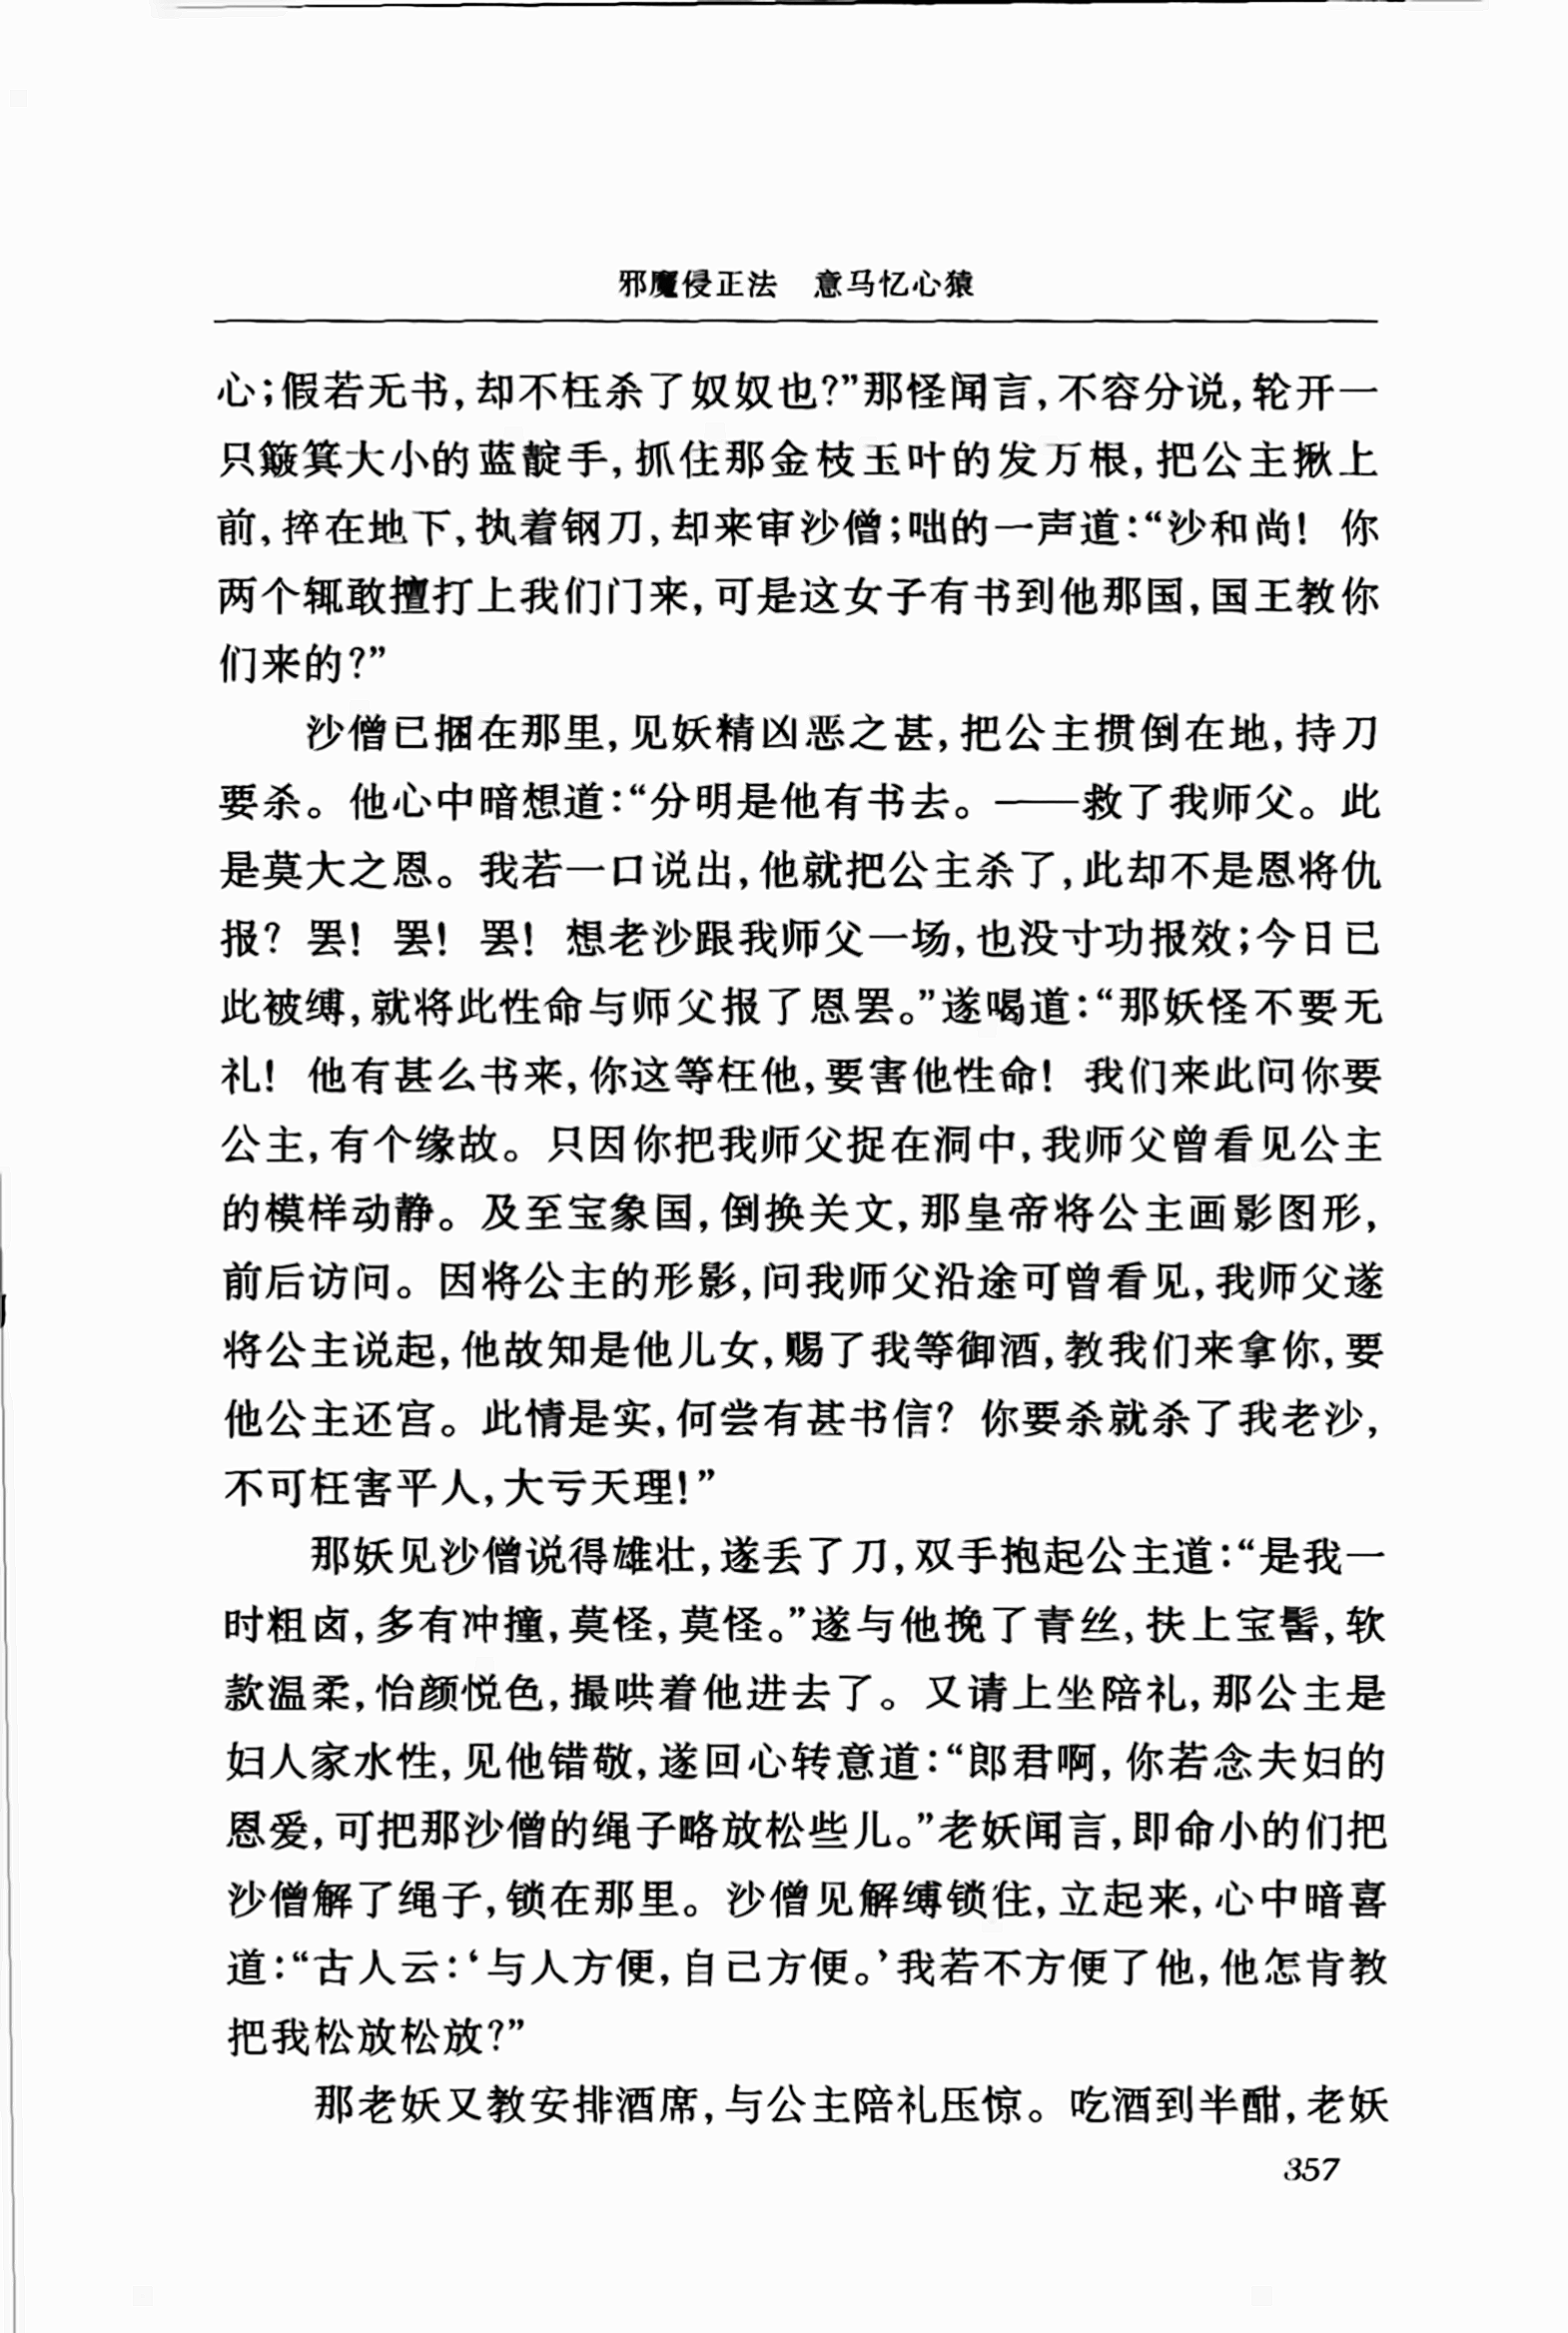 邪魔侵正法　意马忆心猿
心；假若无书，却不枉杀了奴奴也？”那怪闻言，不容分说，轮开一
只簸箕大小的蓝靛手，抓住那金枝玉叶的发万根，把公主揪上
前，捽在地下，执着钢刀，却来审沙僧；咄的一声道：“沙和尚！你
两个辄敢擅打上我们门来，可是这女子有书到他那国，国王教你
们来的？”
沙僧已捆在那里，见妖精凶恶之甚，把公主掼倒在地，持刀
要杀。他心中暗想道：“分明是他有书去。——救了我师父。此
是莫大之恩。我若一口说出，他就把公主杀了，此却不是恩将仇
报？罢！罢！罢！想老沙跟我师父一场，也没寸功报效；今日已
此被缚，就将此性命与师父报了恩罢。”遂喝道：“那妖怪不要无
礼！他有甚么书来，你这等枉他，要害他性命！我们来此问你要
公主，有个缘故。只因你把我师父捉在洞中，我师父曾看见公主
的模样动静。及至宝象国，倒换关文，那皇帝将公主画影图形，
前后访问。因将公主的形影，问我师父沿途可曾看见，我师父遂
将公主说起，他故知是他儿女，赐了我等御酒，教我们来拿你，要
他公主还宫。此情是实，何尝有甚书信？你要杀就杀了我老沙，
不可枉害平人，大亏天理！”
那妖见沙僧说得雄壮，遂丢了刀，双手抱起公主道：“是我一
时粗卤，多有冲撞，莫怪，莫怪。”遂与他挽了青丝，扶上宝髻，软
款温柔，怡颜悦色，撮哄着他进去了。又请上坐陪礼，那公主是
妇人家水性，见他错敬，遂回心转意道：“郎君啊，你若念夫妇的
恩爱，可把那沙僧的绳子略放松些儿。”老妖闻言，即命小的们把
沙僧解了绳子，锁在那里。沙僧见解缚锁住，立起来，心中暗喜
道：“古人云：‘与人方便，自己方便。’我若不方便了他，他怎肯教
把我松放松放？”
那老妖又教安排酒席，与公主陪礼压惊。吃酒到半酣，老妖
357